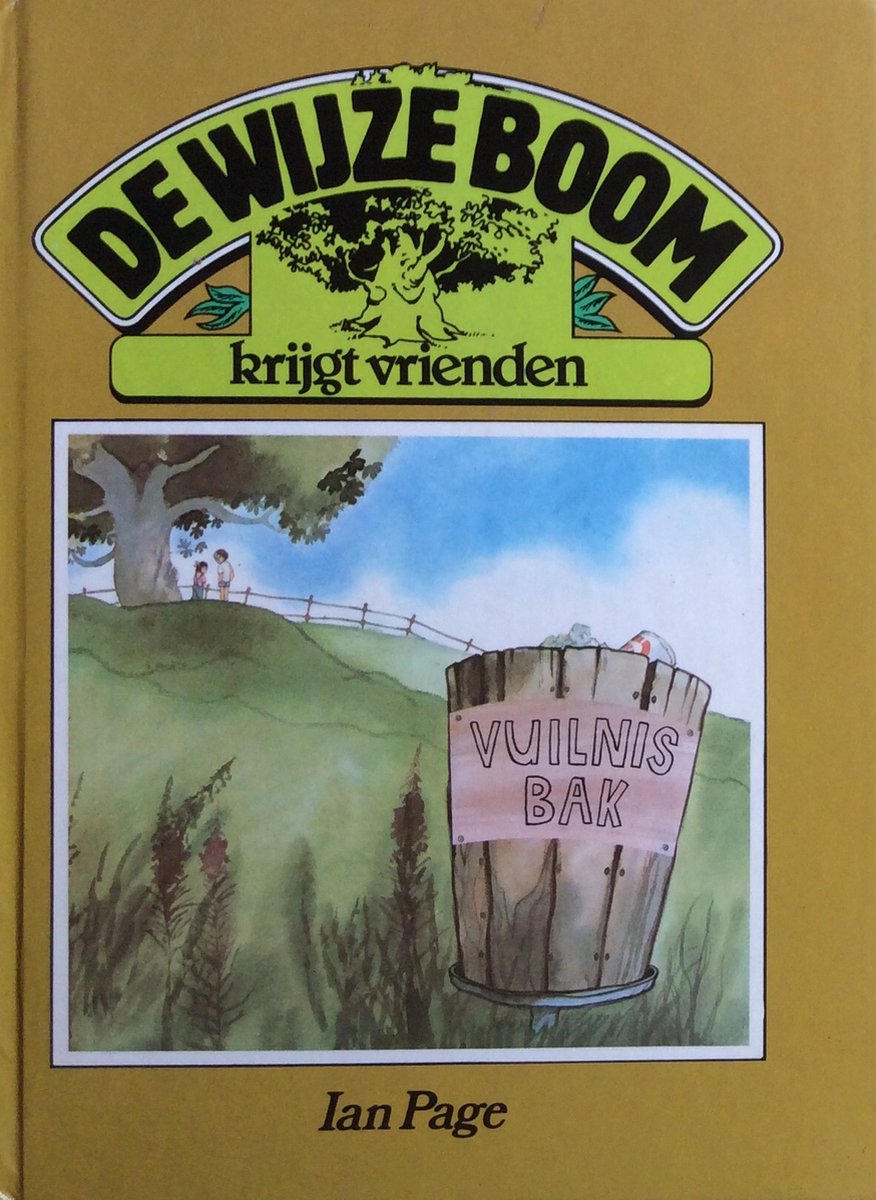 DE WIJZE BOOM
krijgt vrienden
VUILNIS
BAK
Ian Page